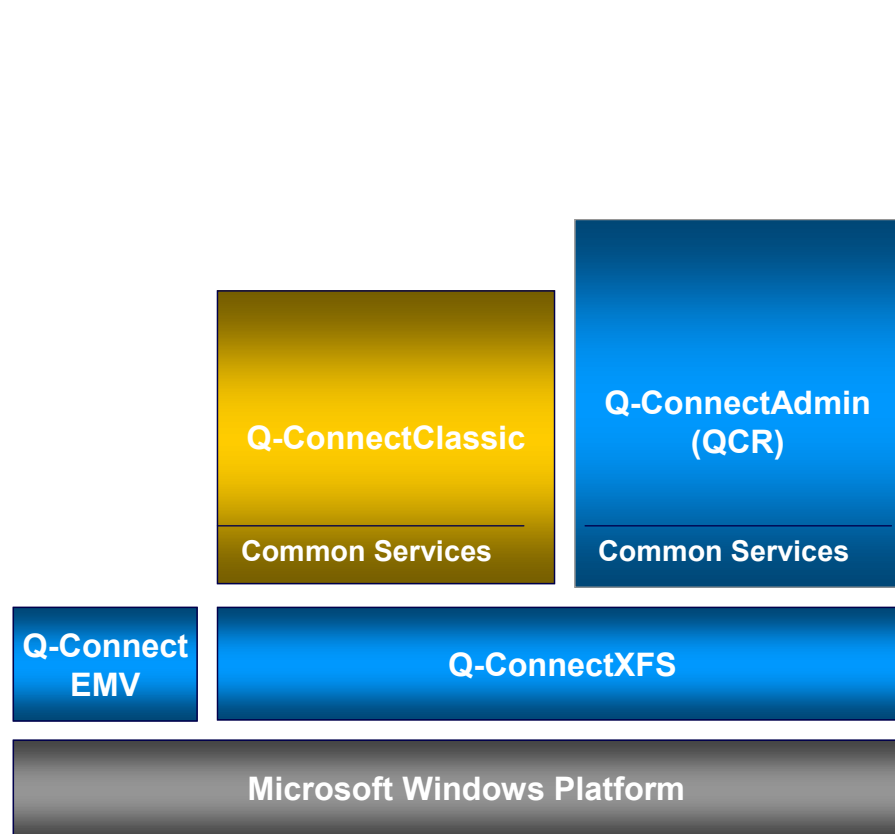 Q-ConnectClassic
Common Services
Q-ConnectAdmin
(QCR)
Common Services
Q-Connect
EMV
Q-ConnectXFS
Microsoft Windows Platform